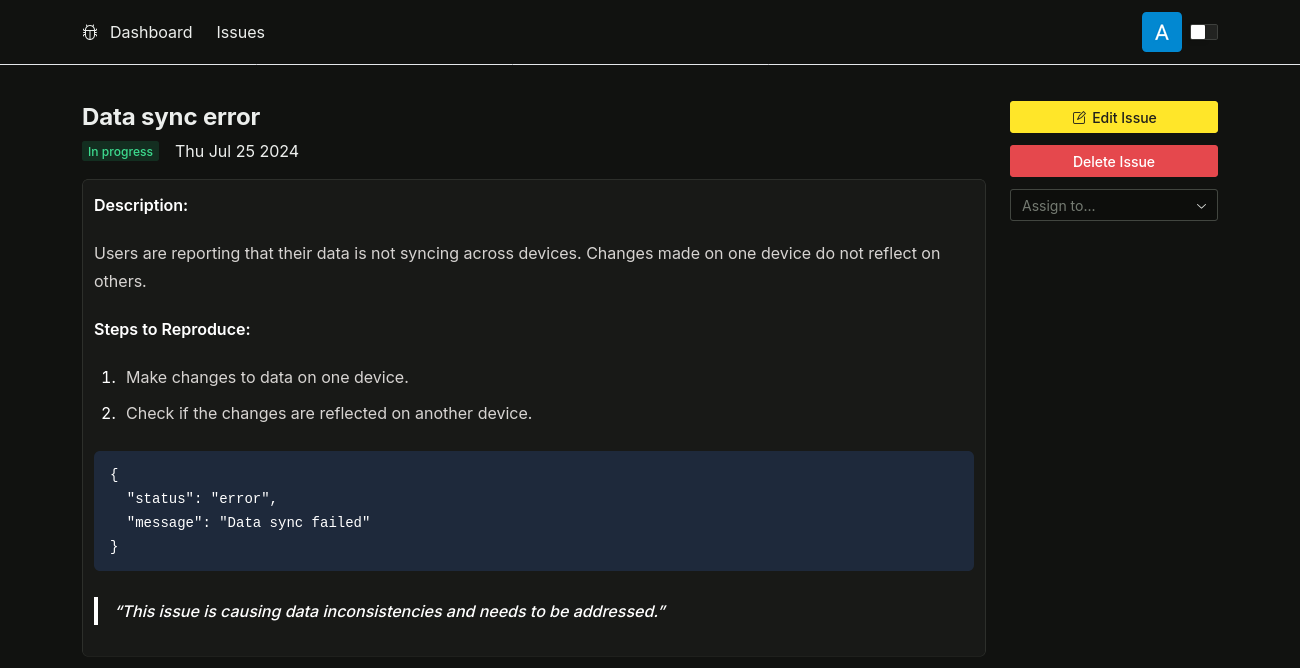 Dashboard Issues A
Data sync error
In progress Thu Jul 25 2024
Edit Issue
Delete Issue
Assign to...
Description:
Users are reporting that their data is not syncing across devices. Changes made on one device do not reflect on
others.
Steps to Reproduce:
1. Make changes to data on one device.
2. Check if the changes are reflected on another device.
{
  "status": "error",
  "message": "Data sync failed"
}
“This issue is causing data inconsistencies and needs to be addressed.”